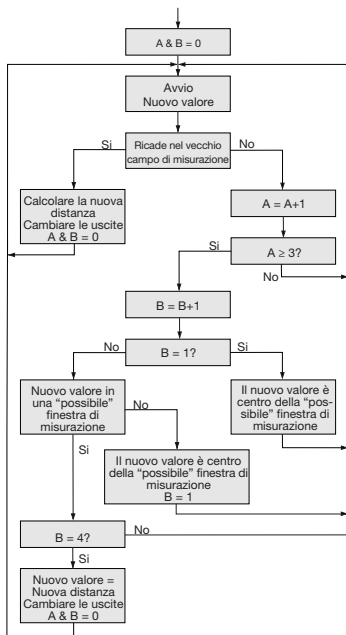 A & B = 0
Avvio
Nuovo valore
Si
Ricade nel vecchio
campo di misurazione
No
Calcolare la nuova
distanza
Cambiare le uscite
A & B = 0
A = A+1
Si
A ≥ 3?
No
B = B+1
No
B = 1?
Si
Nuovo valore in
una “possibile”
finestra di
misurazione
No
Il nuovo valore è
centro della “pos-
sibile” finestra di
misurazione
Si
Il nuovo valore è centro
della “possibile” finestra di
misurazione
B = 1
B = 4?
No
Si
Nuovo valore =
Nuova distanza
Cambiare le uscite
A & B = 0